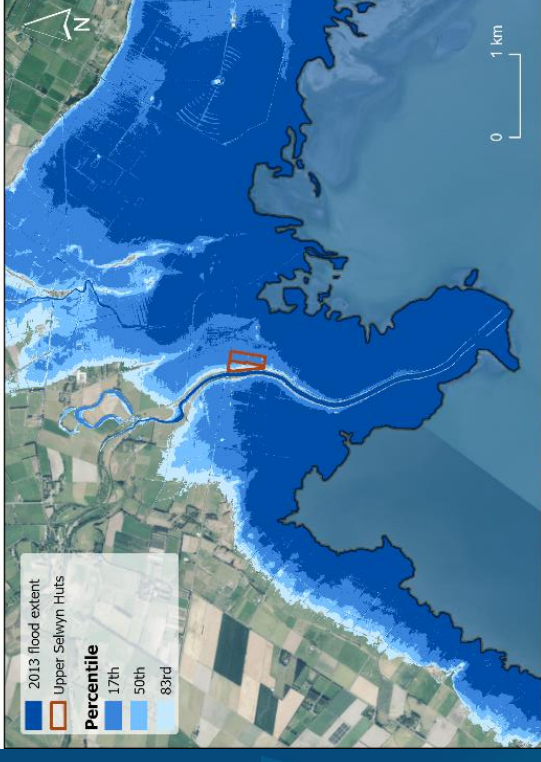 2013 flood extent
Upper Selwyn Huts
Percentile
17th
50th
83rd
N
0 1 km